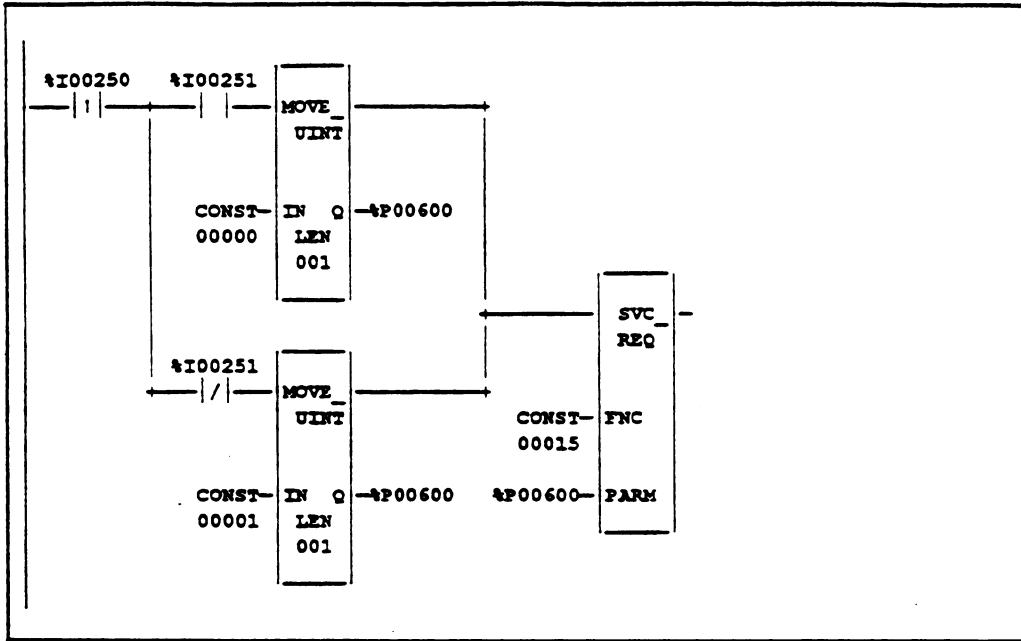 %I00250 %I00251
| ↑ | | | MOVE_
UINT
CONST IN Q %P00600
00000 LEN
001
SVC_
REQ
%I00251
|/| MOVE_
UINT
CONST FNC
00015
CONST IN Q %P00600 %P00600 PARM
00001 LEN
001